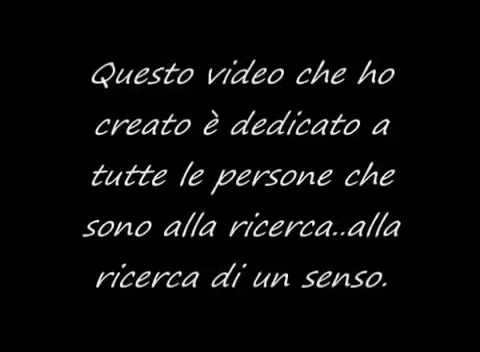 Questo video che ho
creato è dedicato a
tutte le persone che
sono alla ricerca..alla
ricerca di un senso.